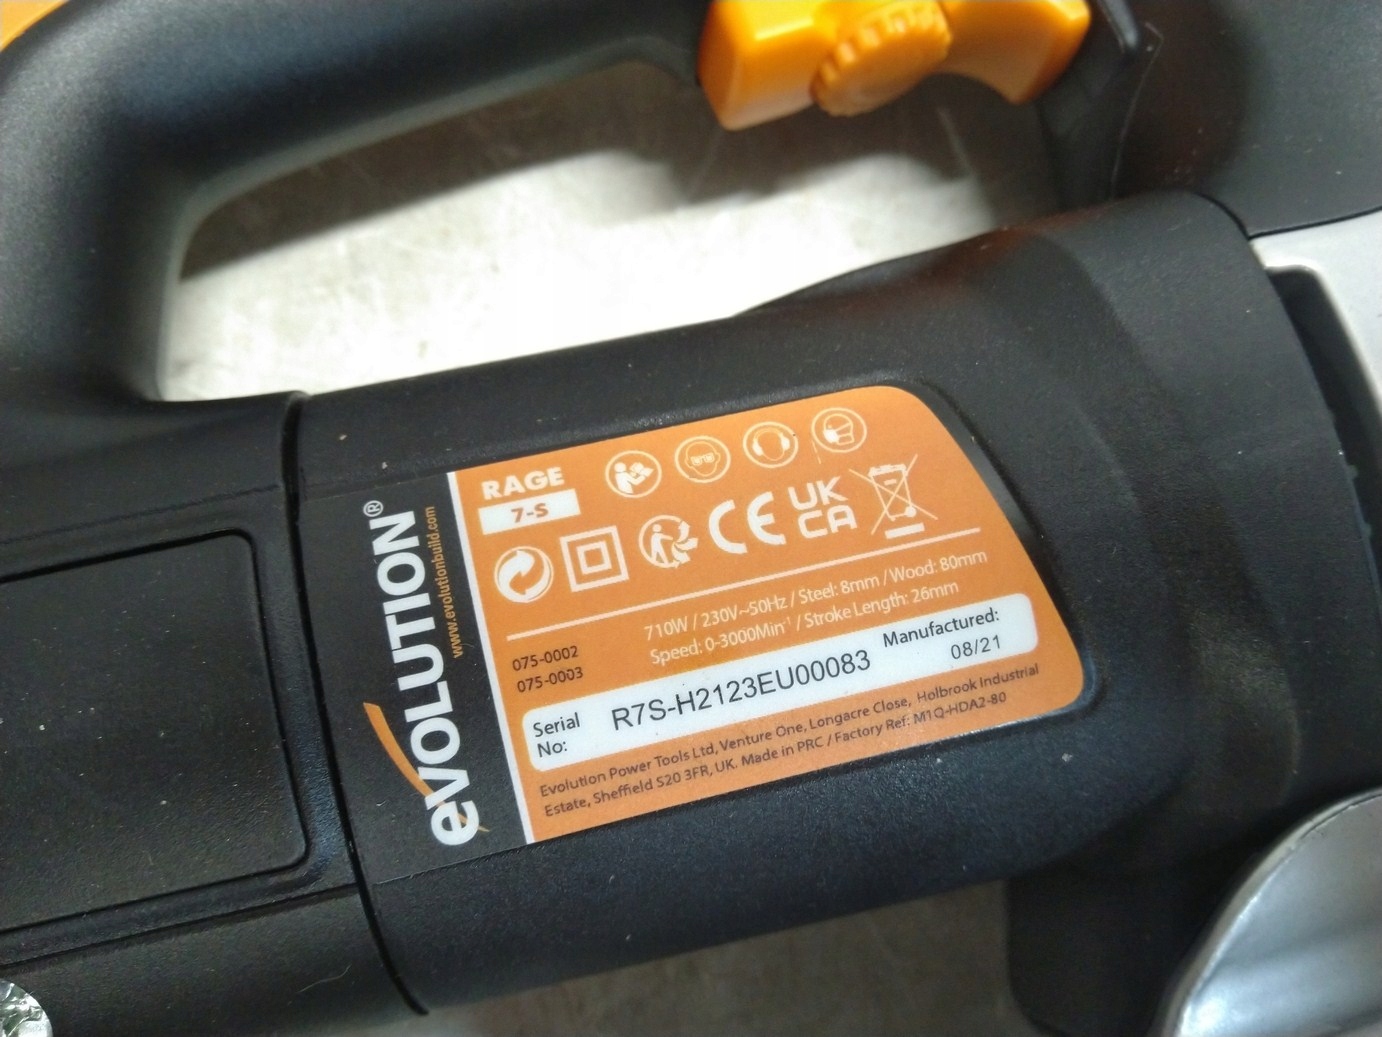 evolution®
www.evolutionbuild.com
RAGE
7-S
CE
UK
CA
710W / 230V~50Hz / Steel: 8mm / Wood: 80mm
Speed: 0-3000Min⁻¹ / Stroke Length: 26mm
075-0002
075-0003
Serial No: R7S-H2123EU00083
Manufactured: 08/21
Evolution Power Tools Ltd, Venture One, Longacre Close, Holbrook Industrial
Estate, Sheffield S20 3FR, UK. Made in PRC / Factory Ref: M1Q-HDA2-80